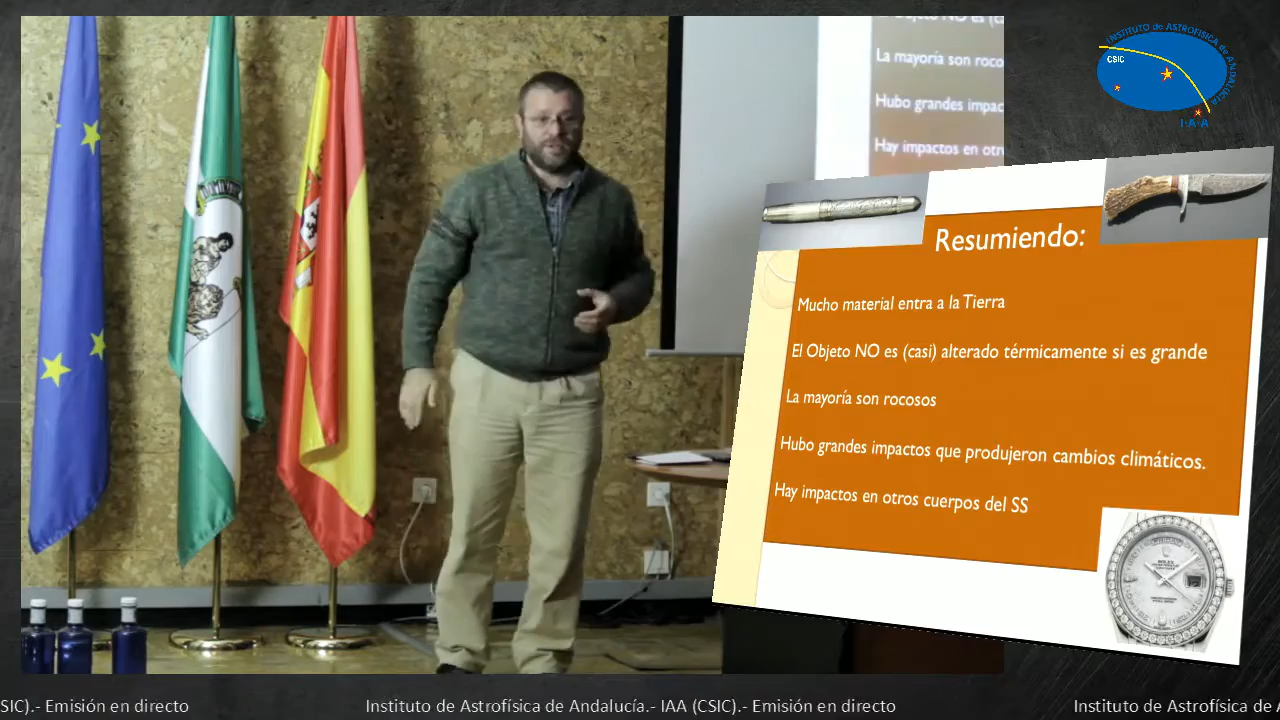 Objeto NO es (c
La mayoría son roco
Hubo grandes impac
Hay impactos en otr
INSTITUTO de ASTROFÍSICA de ANDALUCÍA
CSIC
I·A·A
Resumiendo:
Mucho material entra a la Tierra
El Objeto NO es (casi) alterado térmicamente si es grande
La mayoría son rocosos
Hubo grandes impactos que produjeron cambios climáticos.
Hay impactos en otros cuerpos del SS
ROLEX
SIC).- Emisión en directo Instituto de Astrofísica de Andalucía.- IAA (CSIC).- Emisión en directo Instituto de Astrofísica de A